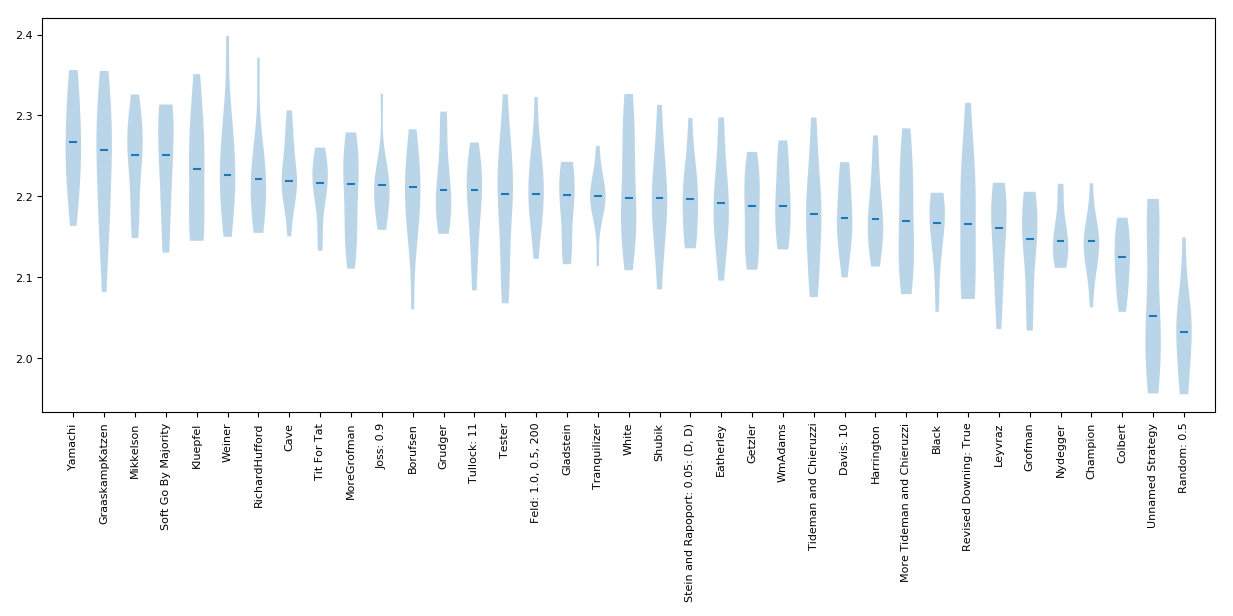 2.4
2.3
2.2
2.1
2.0
Yamachi
GraaskampKatzen
Mikkelson
Soft Go By Majority
Kluepfel
Weiner
RichardHufford
Cave
Tit For Tat
MoreGrofman
Joss: 0.9
Borufsen
Grudger
Tullock: 11
Tester
Feld: 1.0, 0.5, 200
Gladstein
Tranquilizer
White
Shubik
Stein and Rapoport: 0.05: (D, D)
Eatherley
Getzler
WmAdams
Tideman and Chieruzzi
Davis: 10
Harrington
More Tideman and Chieruzzi
Black
Revised Downing: True
Leyvraz
Grofman
Nydegger
Champion
Colbert
Unnamed Strategy
Random: 0.5